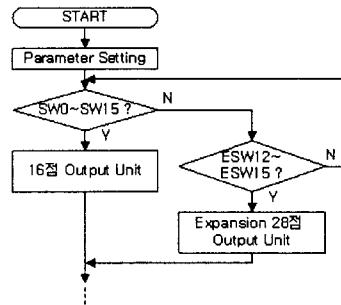 START
Parameter Setting
SW0~SW15 ?
N
Y
16점 Output Unit
ESW12~
ESW15 ?
N
Y
Expansion 28점
Output Unit